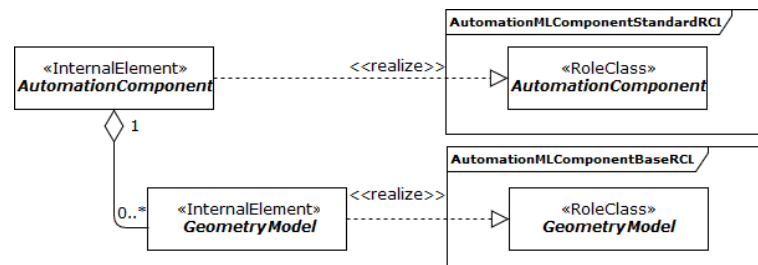 AutomationMLComponentStandardRCL
«InternalElement»
AutomationComponent
<<realize>>
«RoleClass»
AutomationComponent
1
AutomationMLComponentBaseRCL
0..*
«InternalElement»
GeometryModel
<<realize>>
«RoleClass»
GeometryModel